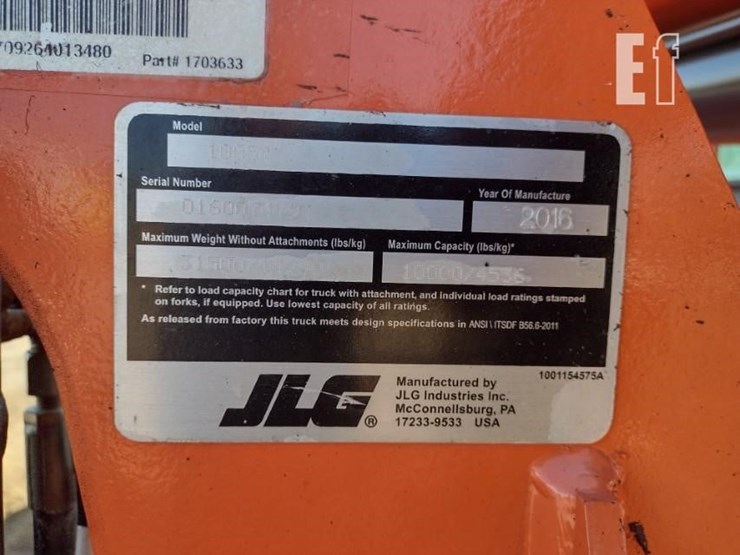 Part# 1703633
Ef
Model
Serial Number
Year Of Manufacture
2016
Maximum Weight Without Attachments (lbs/kg)
Maximum Capacity (lbs/kg)*
10000/4536
* Refer to load capacity chart for truck with attachment, and individual load ratings stamped
on forks, if equipped. Use lowest capacity of all ratings.
As released from factory this truck meets design specifications in ANSI \ ITSDF B56.6-2011
JLG®
Manufactured by
JLG Industries Inc.
McConnellsburg, PA
17233-9533 USA
1001154575A